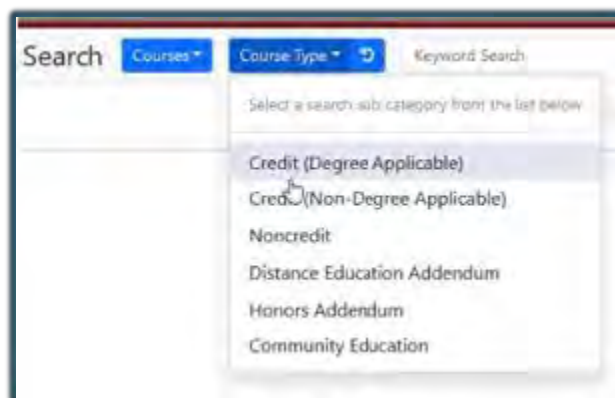 Search Courses Course Type Keyword Search
Select a search sub category from the list below
Credit (Degree Applicable)
Credit (Non-Degree Applicable)
Noncredit
Distance Education Addendum
Honors Addendum
Community Education